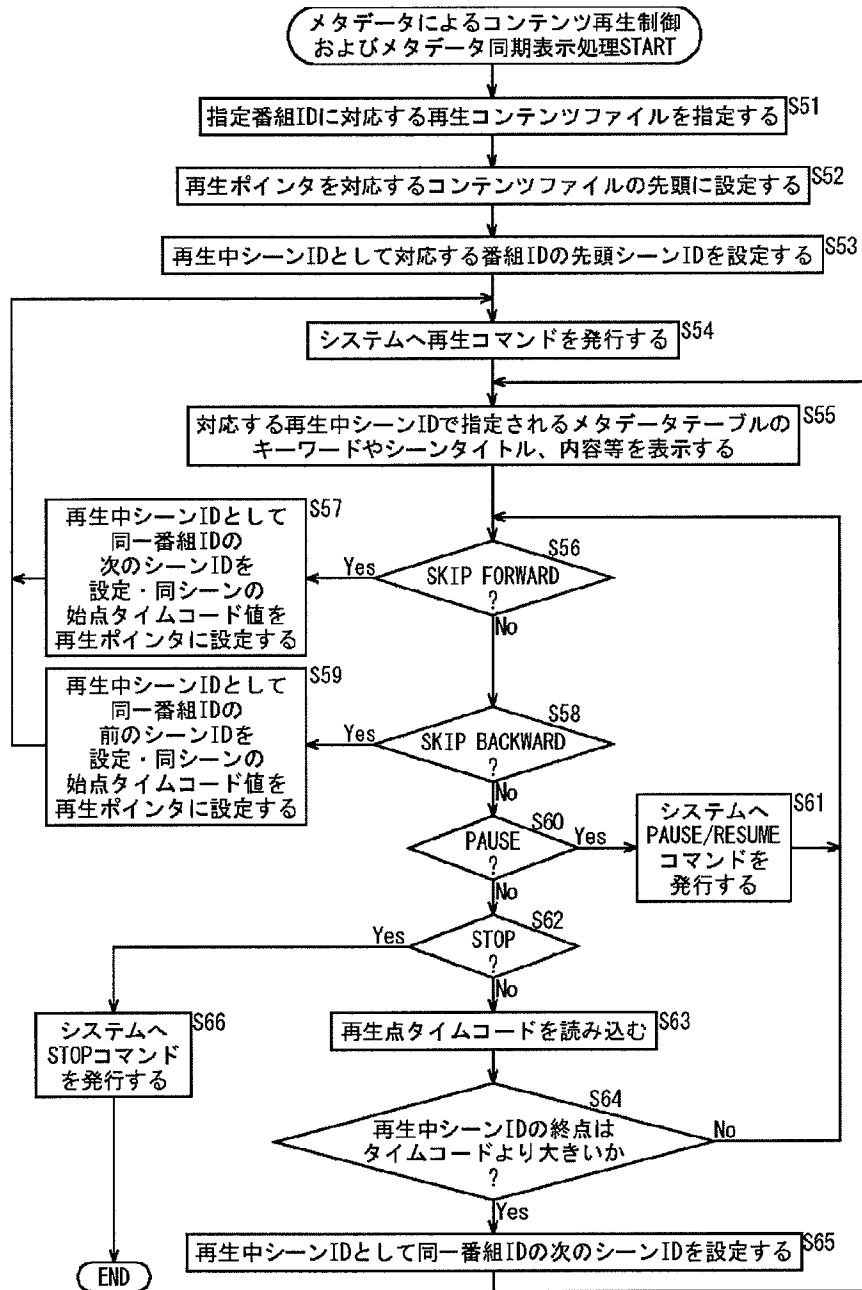 メタデータによるコンテンツ再生制御
およびメタデータ同期表示処理START
指定番組IDに対応する再生コンテンツファイルを指定する
S51
再生ポインタを対応するコンテンツファイルの先頭に設定する
S52
再生中シーンIDとして対応する番組IDの先頭シーンIDを設定する
S53
システムへ再生コマンドを発行する
S54
対応する再生中シーンIDで指定されるメタデータテーブルの
キーワードやシーンタイトル、内容等を表示する
S55
再生中シーンIDとして
同一番組IDの
次のシーンIDを
設定・同シーンの
始点タイムコード値を
再生ポインタに設定する
S57
Yes
SKIP FORWARD
?
S56
No
再生中シーンIDとして
同一番組IDの
前のシーンIDを
設定・同シーンの
始点タイムコード値を
再生ポインタに設定する
S59
Yes
SKIP BACKWARD
?
S58
No
PAUSE
?
S60
Yes
システムへ
PAUSE/RESUME
コマンドを
発行する
S61
No
STOP
?
S62
Yes
No
システムへ
STOPコマンド
を発行する
S66
再生点タイムコードを読み込む
S63
再生中シーンIDの終点は
タイムコードより大きいか
?
S64
No
Yes
再生中シーンIDとして同一番組IDの次のシーンIDを設定する
S65
END